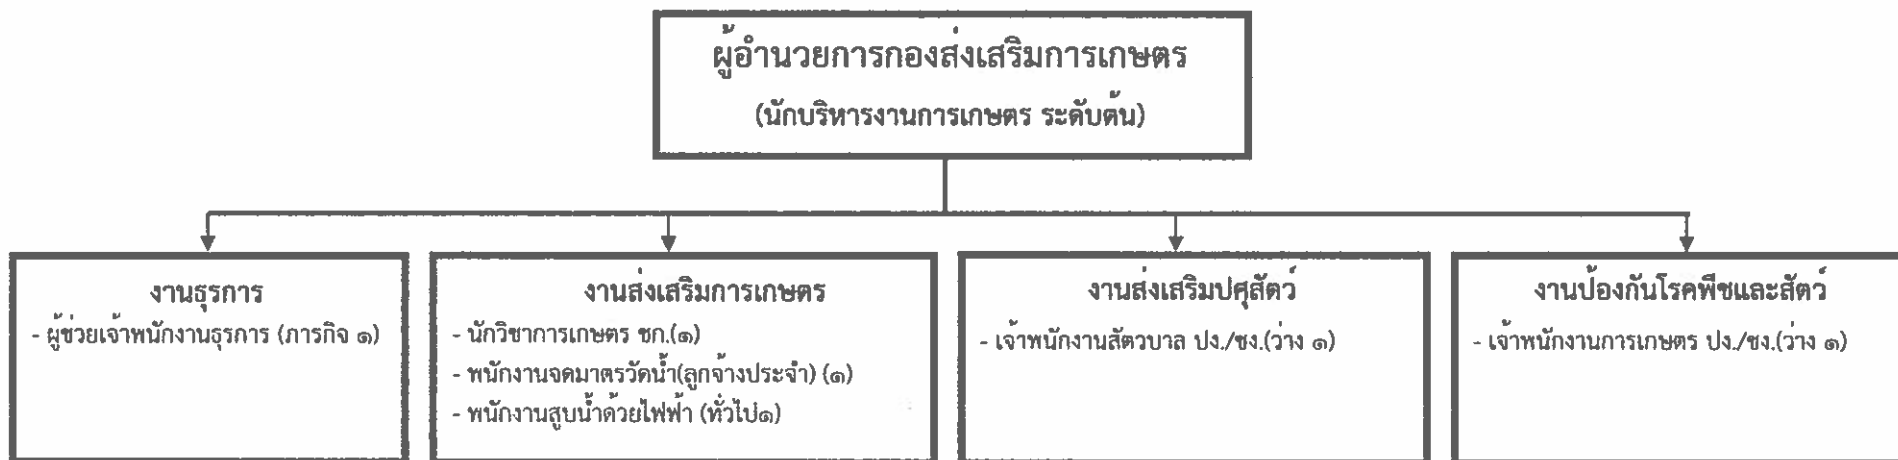 ผู้อำนวยการกองส่งเสริมการเกษตร
(นักบริหารงานการเกษตร ระดับต้น)
งานธุรการ
- ผู้ช่วยเจ้าพนักงานธุรการ (ภารกิจ ๑)
งานส่งเสริมการเกษตร
- นักวิชาการเกษตร ชก.(๑)
- พนักงานจดมาตรวัดน้ำ(ลูกจ้างประจำ) (๑)
- พนักงานสูบน้ำด้วยไฟฟ้า (ทั่วไป๑)
งานส่งเสริมปศุสัตว์
- เจ้าพนักงานสัตวบาล ปง./ชง.(ว่าง ๑)
งานป้องกันโรคพืชและสัตว์
- เจ้าพนักงานการเกษตร ปง./ชง.(ว่าง ๑)